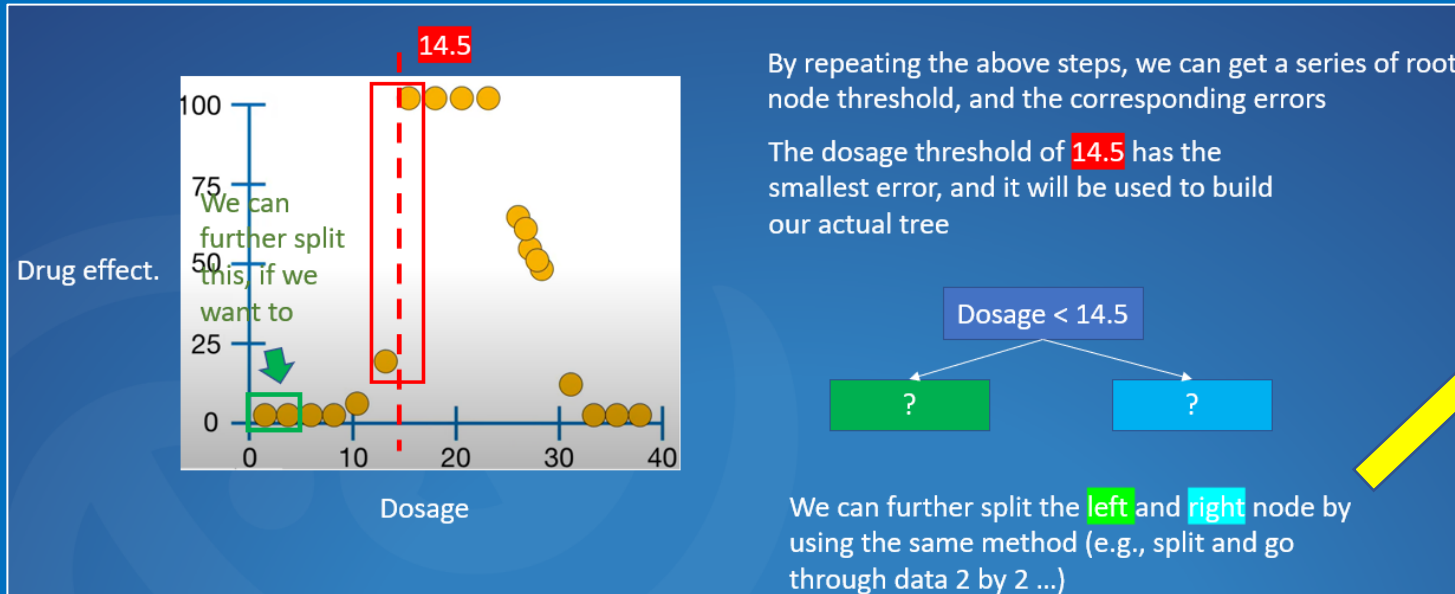 14.5
100
75
50
25
0
0 10 20 30 40
We can
further split
this, if we
want to
Drug effect.
Dosage
By repeating the above steps, we can get a series of root
node threshold, and the corresponding errors
The dosage threshold of 14.5 has the
smallest error, and it will be used to build
our actual tree
Dosage < 14.5
? ?
We can further split the left and right node by
using the same method (e.g., split and go
through data 2 by 2 ...)